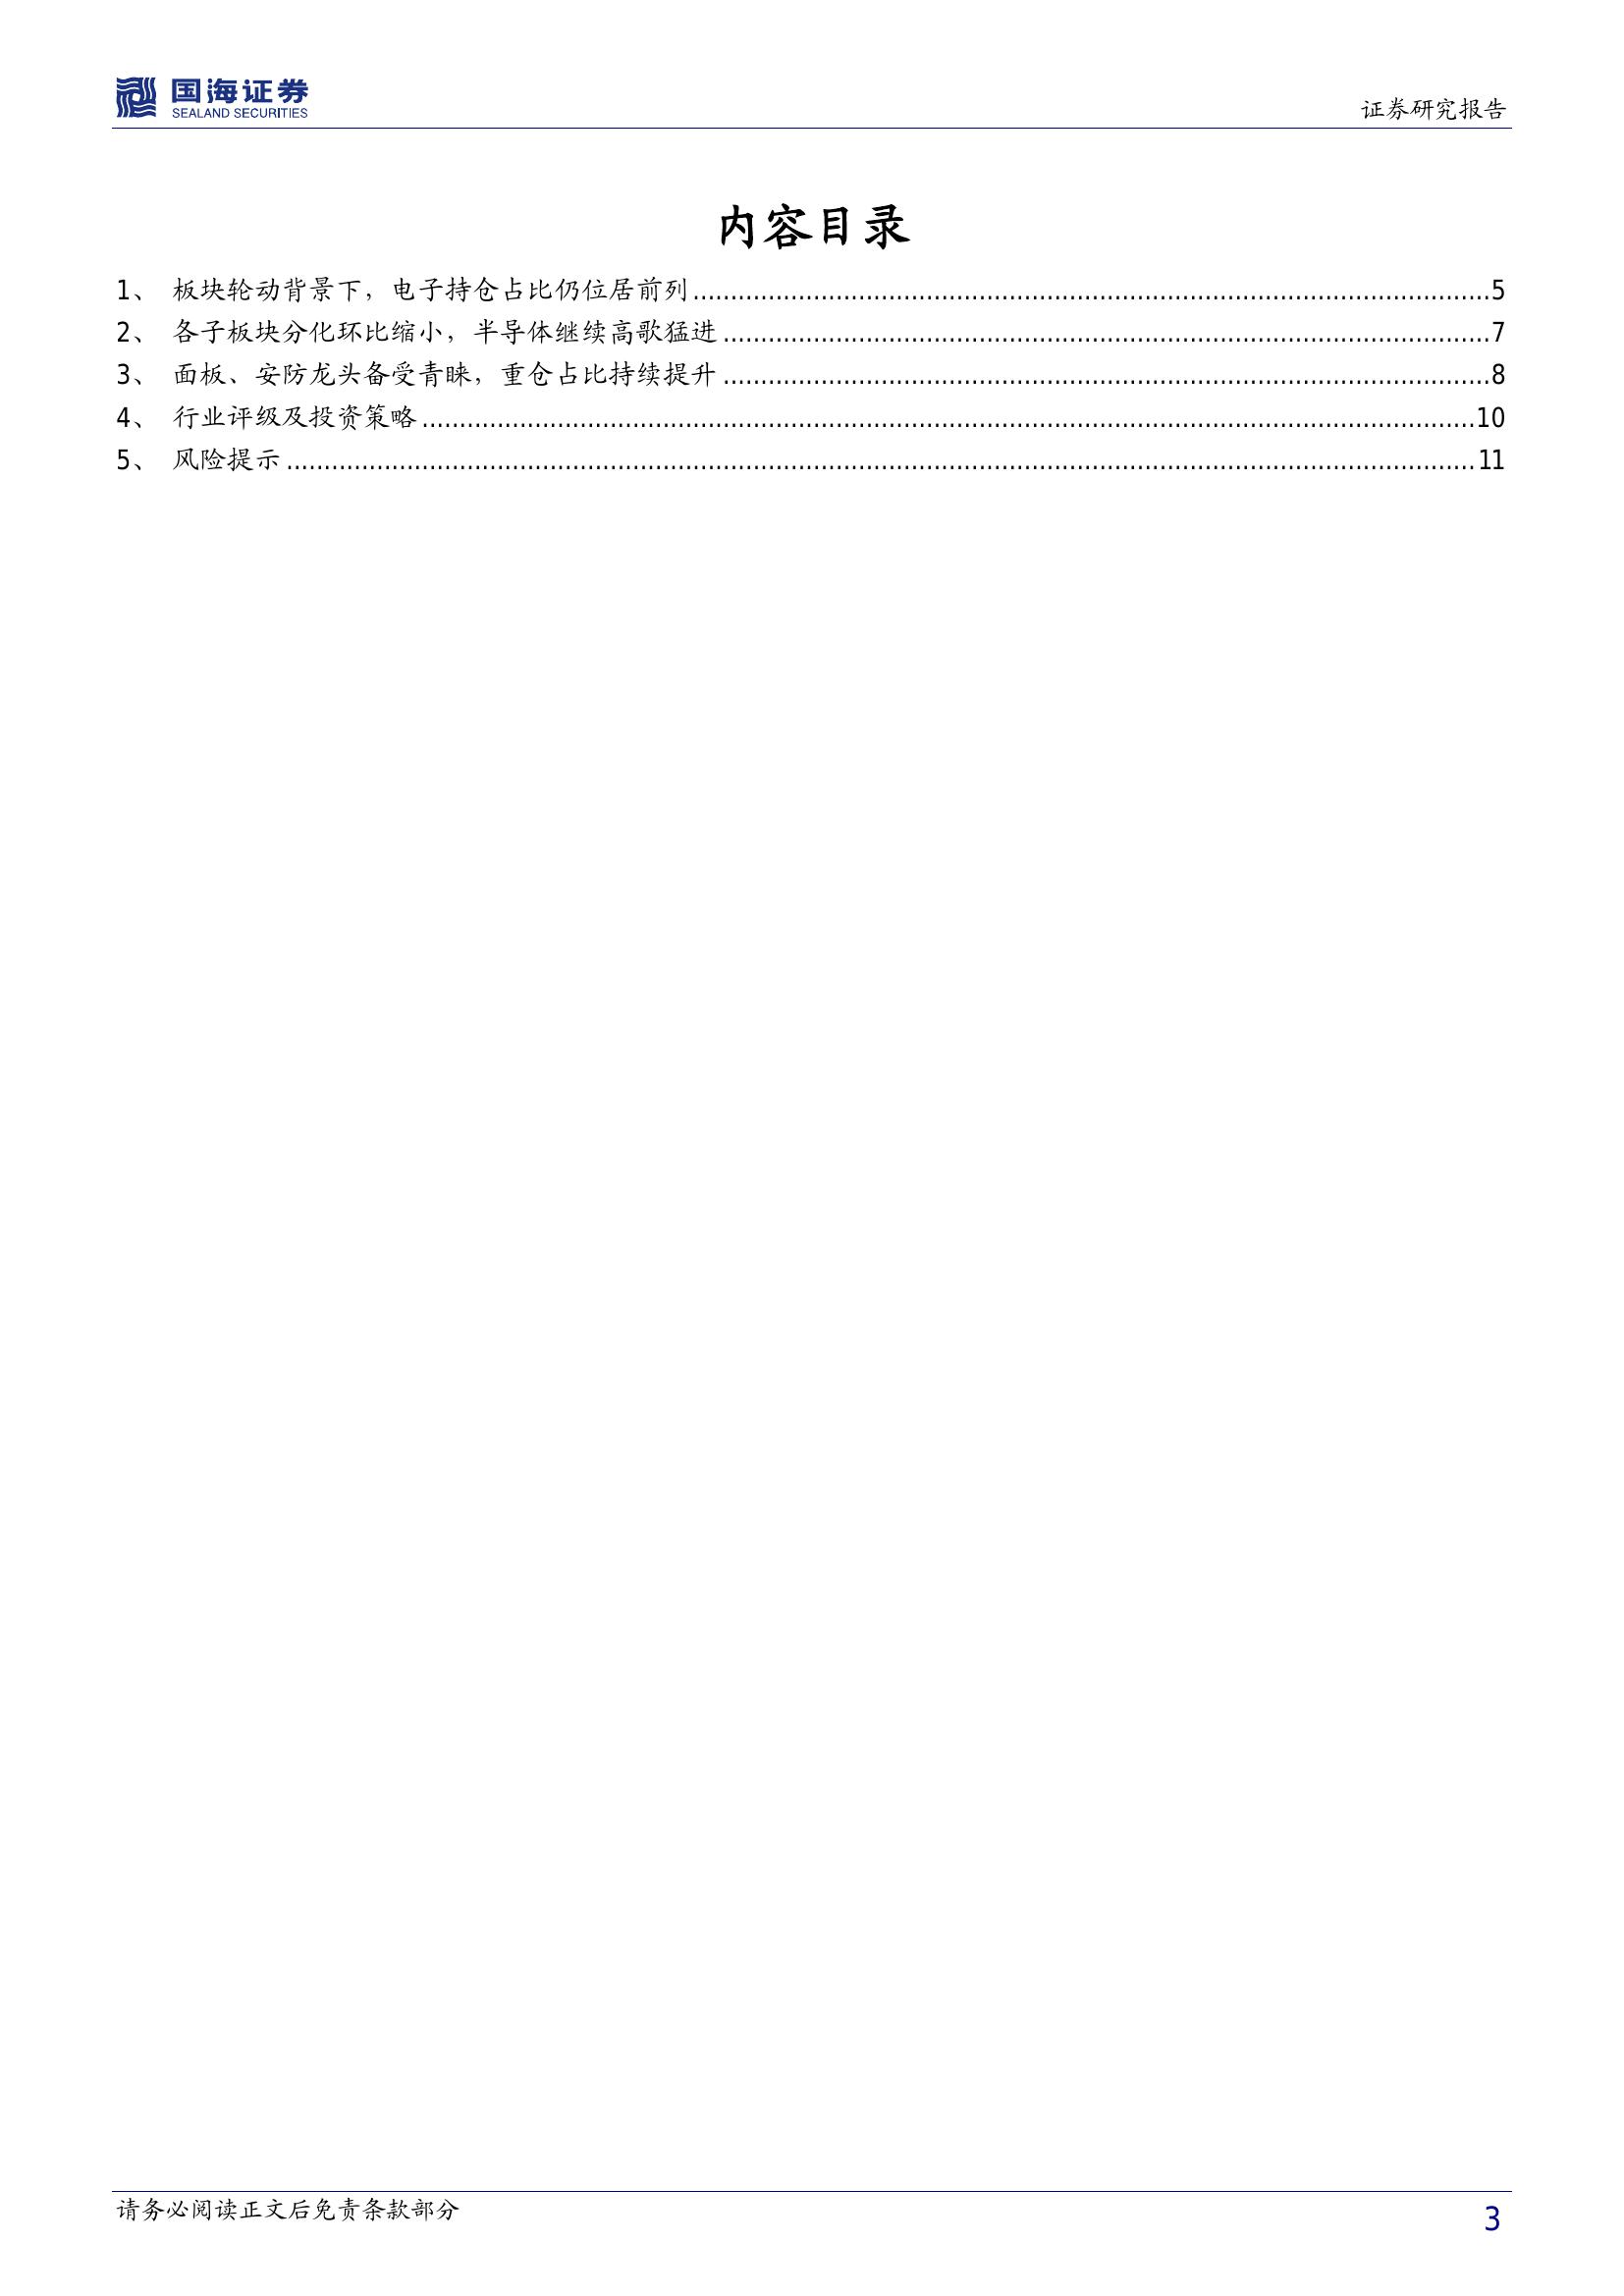 国海证券
SEALAND SECURITIES
证券研究报告
内容目录
1、 板块轮动背景下，电子持仓占比仍位居前列..........5
2、 各子板块分化环比缩小，半导体继续高歌猛进..........7
3、 面板、安防龙头备受青睐，重仓占比持续提升..........8
4、 行业评级及投资策略..........10
5、 风险提示..........11
请务必阅读正文后免责条款部分
3